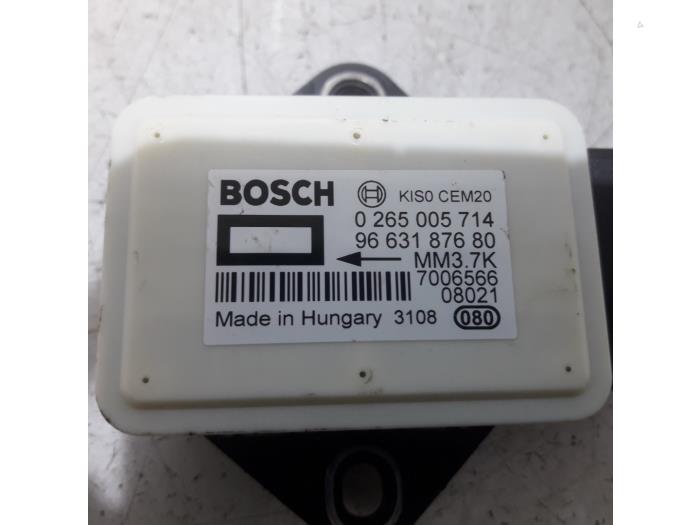 BOSCH KIS0 CEM20
0 265 005 714
96 631 876 80
MM3.7K
7006566
08021
Made in Hungary 3108 080